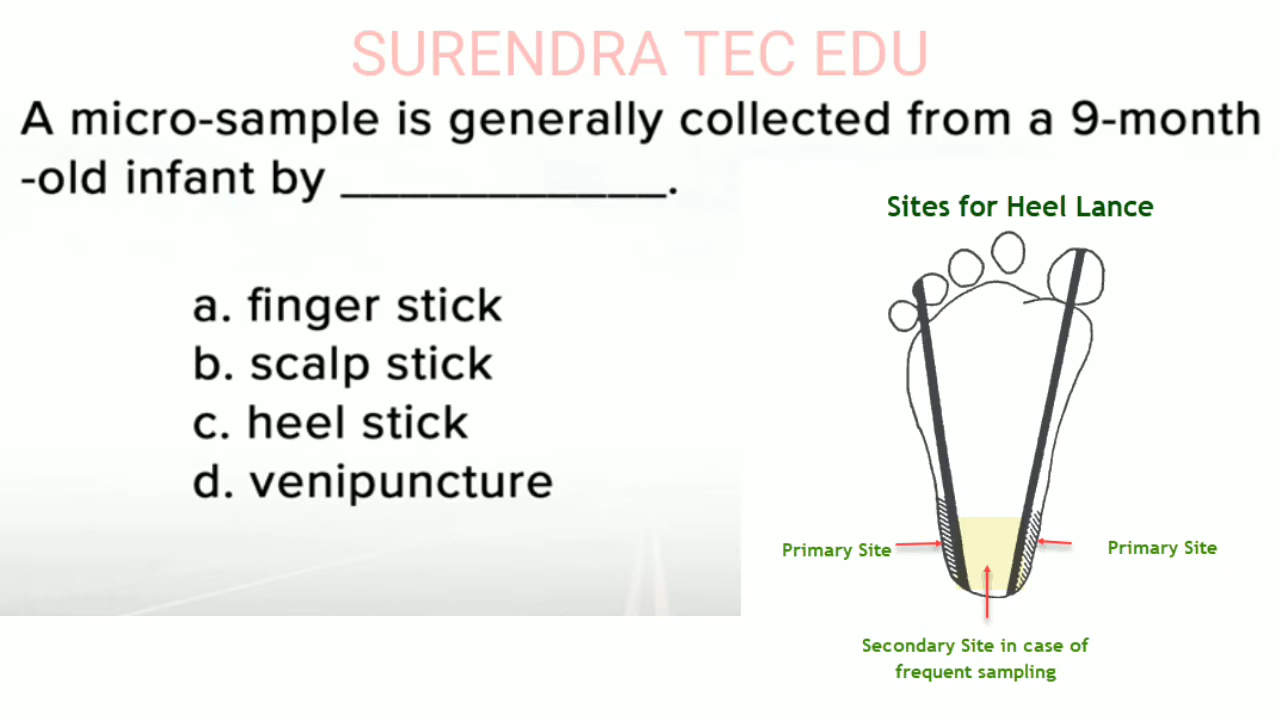 SURENDRA TEC EDU
A micro-sample is generally collected from a 9-month
-old infant by ____________.
Sites for Heel Lance
a. finger stick
b. scalp stick
c. heel stick
d. venipuncture
Primary Site
Primary Site
Secondary Site in case of
frequent sampling